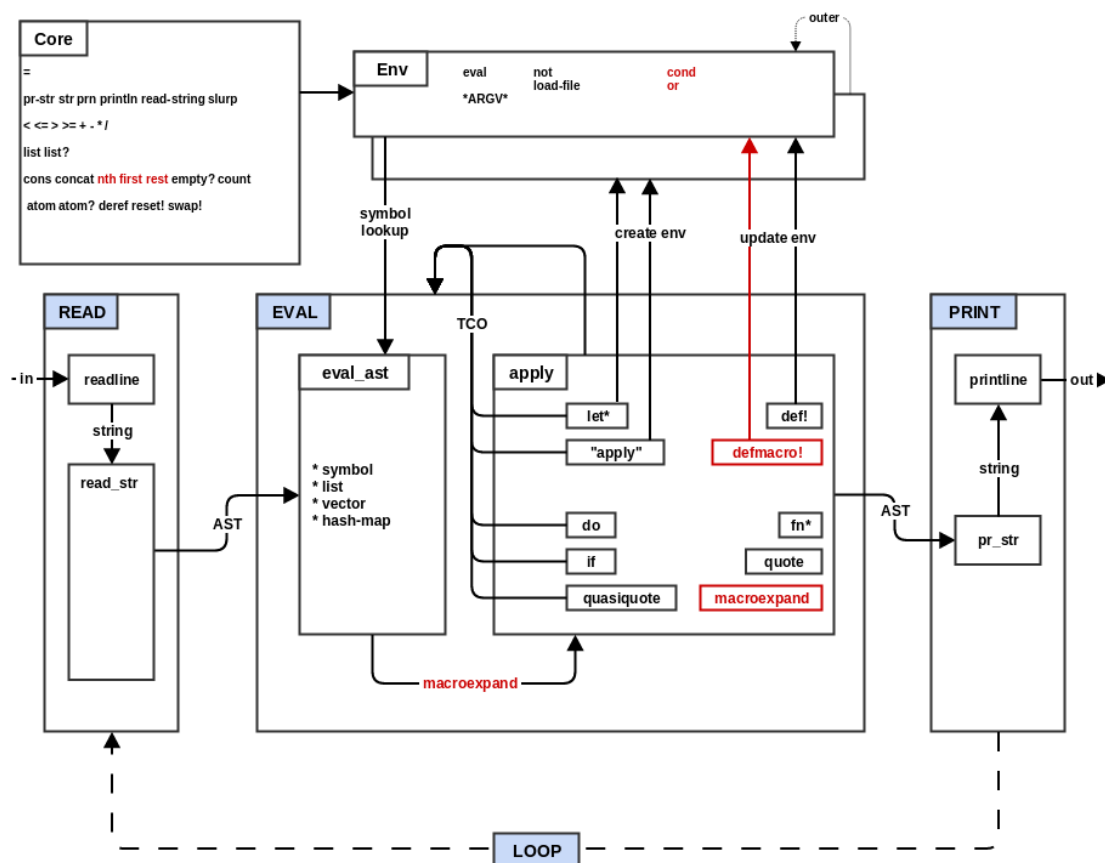 Core
=
pr-str str prn println read-string slurp
< <= > >= + - * /
list list?
cons concat nth first rest empty? count
atom atom? deref reset! swap!
outer
Env
eval not cond
load-file or
*ARGV*
symbol
lookup
create env
update env
READ
- in
readline
string
read_str
AST
EVAL
TCO
eval_ast
* symbol
* list
* vector
* hash-map
macroexpand
apply
let*
def!
"apply"
defmacro!
do
fn*
if
quote
quasiquote
macroexpand
AST
PRINT
printline
out
string
pr_str
LOOP